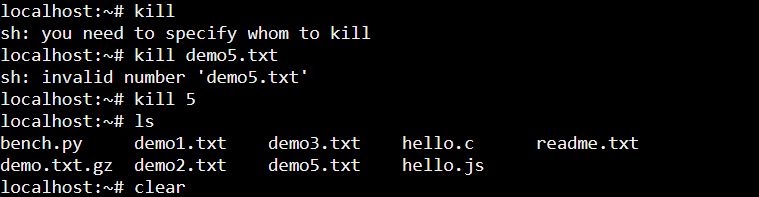 localhost:~# kill
sh: you need to specify whom to kill
localhost:~# kill demo5.txt
sh: invalid number 'demo5.txt'
localhost:~# kill 5
localhost:~# ls
bench.py demo1.txt demo3.txt hello.c readme.txt
demo.txt.gz demo2.txt demo5.txt hello.js
localhost:~# clear